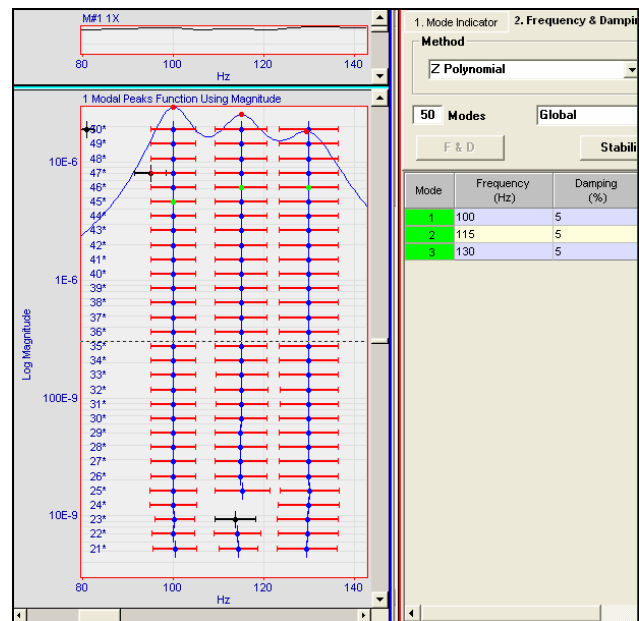 M#1 1X
80 100 120 140
Hz
1 Modal Peaks Function Using Magnitude
50*
49*
48*
10E-6
47*
46*
45*
44*
43*
42*
41*
1E-6
40*
39*
38*
37*
36*
35*
34*
33*
100E-9
32*
31*
30*
29*
28*
27*
26*
25*
24*
10E-9
23*
22*
21*
Log Magnitude
80 100 120 140
Hz
1. Mode Indicator 2. Frequency & Dampin
Method
Z Polynomial
50 Modes Global
F & D Stabili
Mode Frequency (Hz) Damping (%)
1 100 5
2 115 5
3 130 5